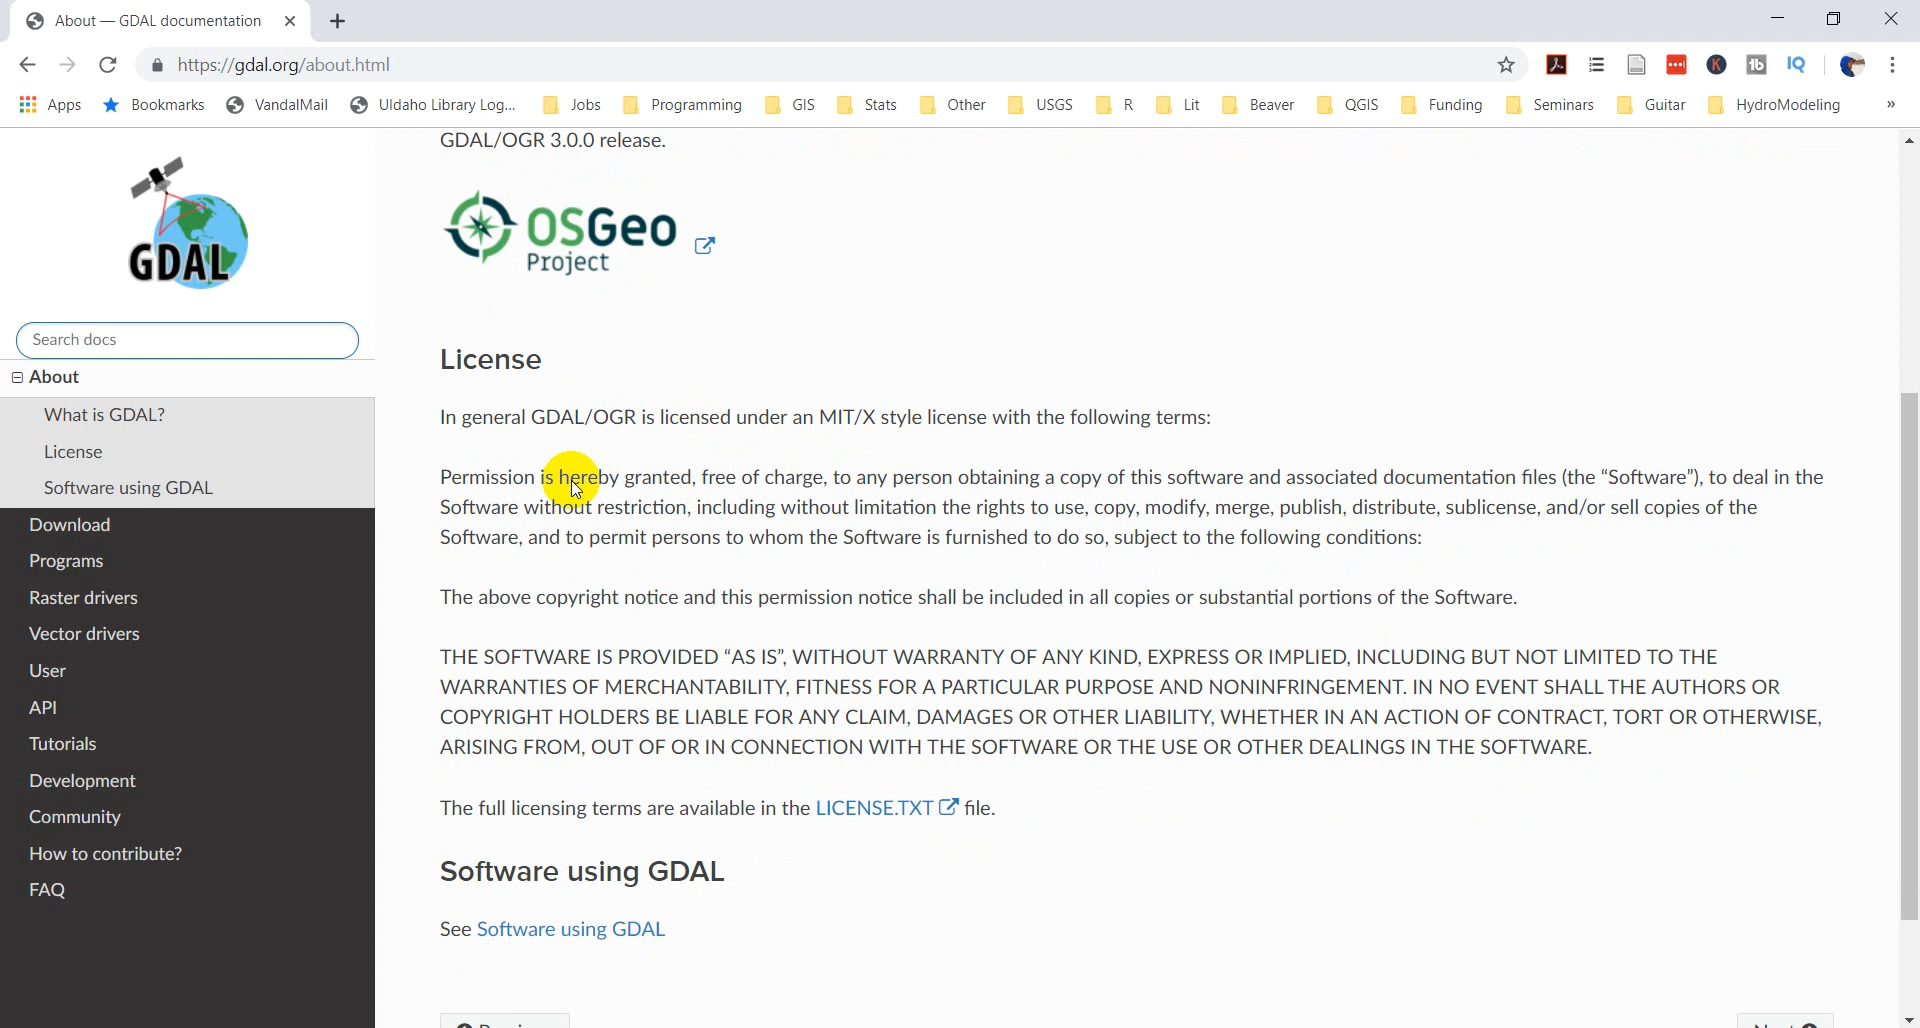 About — GDAL documentation
https://gdal.org/about.html
Apps Bookmarks VandalMail UIdaho Library Log... Jobs Programming GIS Stats Other USGS R Lit Beaver QGIS Funding Seminars Guitar HydroModeling »
GDAL
Search docs
About
What is GDAL?
License
Software using GDAL
Download
Programs
Raster drivers
Vector drivers
User
API
Tutorials
Development
Community
How to contribute?
FAQ
GDAL/OGR 3.0.0 release.
OSGeo
Project
License
In general GDAL/OGR is licensed under an MIT/X style license with the following terms:
Permission is hereby granted, free of charge, to any person obtaining a copy of this software and associated documentation files (the “Software”), to deal in the
Software without restriction, including without limitation the rights to use, copy, modify, merge, publish, distribute, sublicense, and/or sell copies of the
Software, and to permit persons to whom the Software is furnished to do so, subject to the following conditions:
The above copyright notice and this permission notice shall be included in all copies or substantial portions of the Software.
THE SOFTWARE IS PROVIDED “AS IS”, WITHOUT WARRANTY OF ANY KIND, EXPRESS OR IMPLIED, INCLUDING BUT NOT LIMITED TO THE
WARRANTIES OF MERCHANTABILITY, FITNESS FOR A PARTICULAR PURPOSE AND NONINFRINGEMENT. IN NO EVENT SHALL THE AUTHORS OR
COPYRIGHT HOLDERS BE LIABLE FOR ANY CLAIM, DAMAGES OR OTHER LIABILITY, WHETHER IN AN ACTION OF CONTRACT, TORT OR OTHERWISE,
ARISING FROM, OUT OF OR IN CONNECTION WITH THE SOFTWARE OR THE USE OR OTHER DEALINGS IN THE SOFTWARE.
The full licensing terms are available in the LICENSE.TXT file.
Software using GDAL
See Software using GDAL